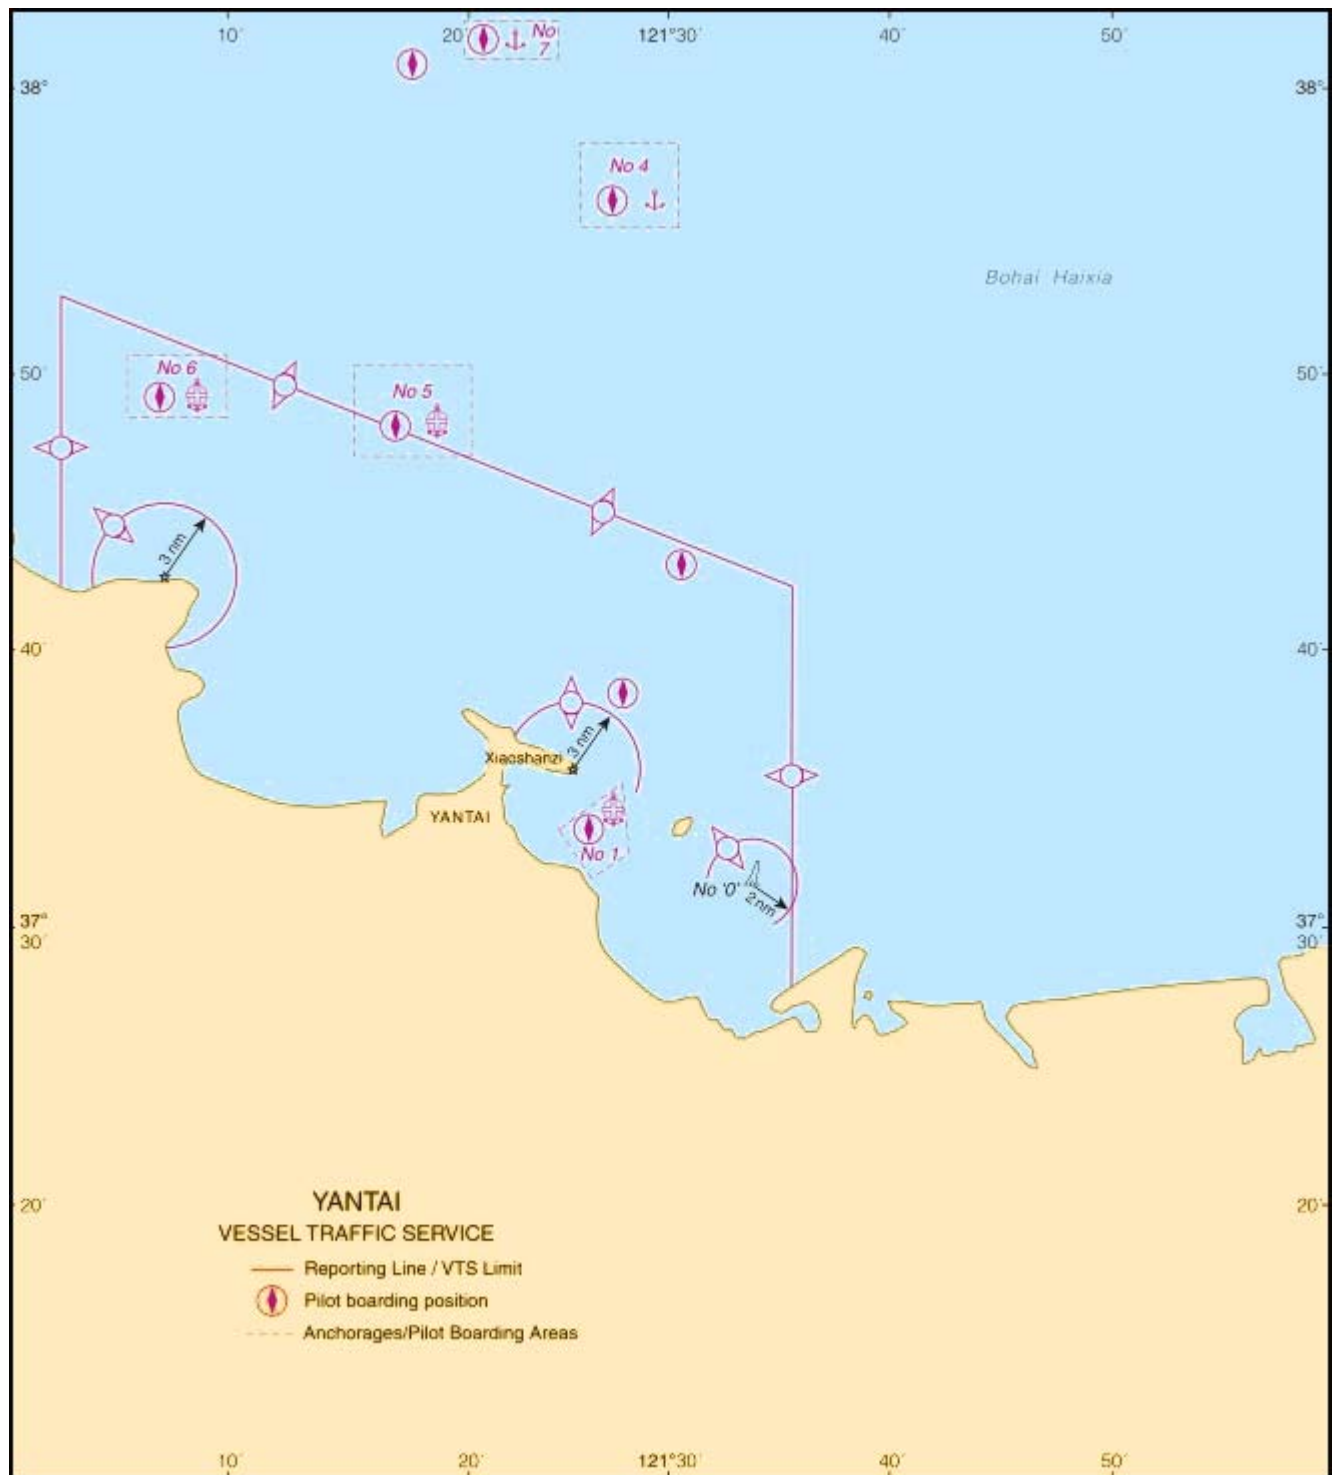 10′ 20′ 121°30′ 40′ 50′
No
7
38° 38°
No 4
Bohai Haixia
50′ 50′
No 6
No 5
3 nm
40′ 40′
3 nm
Xiaoshanzi
YANTAI
No 1
No '0'
2 nm
37° 37°
30′ 30′
20′ 20′
YANTAI
VESSEL TRAFFIC SERVICE
Reporting Line / VTS Limit
Pilot boarding position
Anchorages/Pilot Boarding Areas
10′ 20′ 121°30′ 40′ 50′